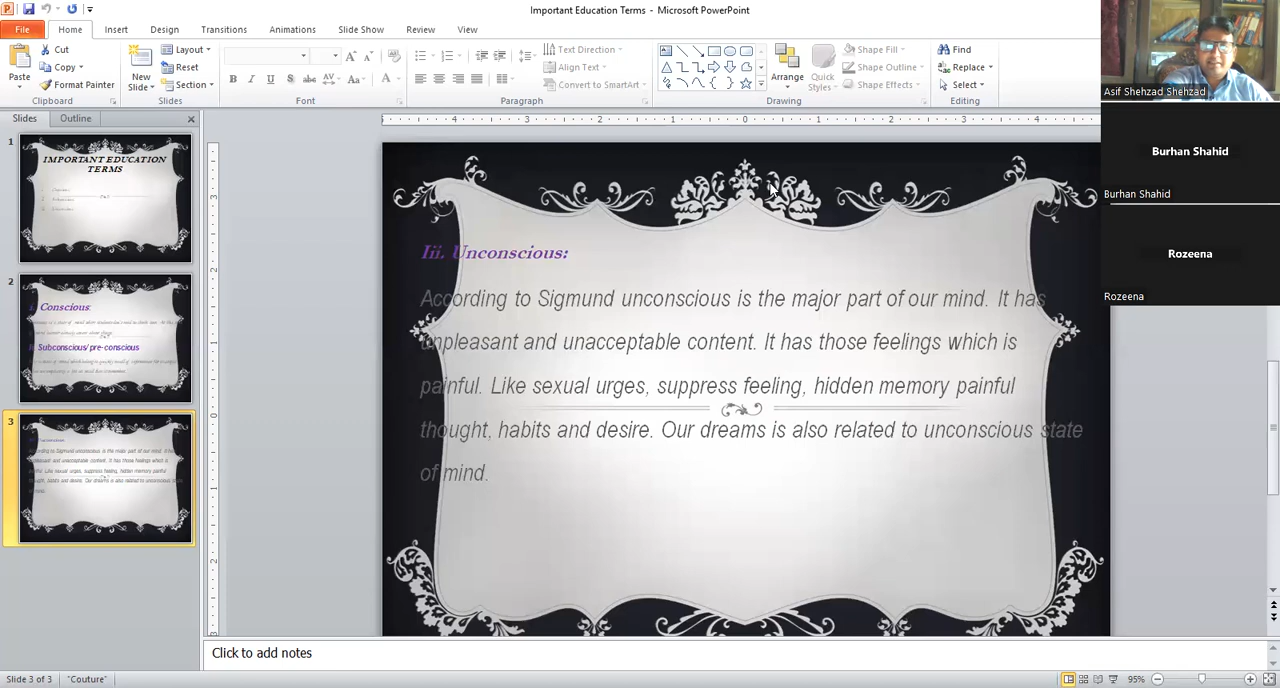 Important Education Terms - Microsoft PowerPoint
File Home Insert Design Transitions Animations Slide Show Review View
Paste
Cut
Copy
Format Painter
Clipboard
New Slide
Layout
Reset
Section
Slides
B I U S abc AV Aa A
Font
Text Direction
Align Text
Convert to SmartArt
Paragraph
Arrange
Quick Styles
Shape Fill
Shape Outline
Shape Effects
Drawing
Find
Replace
Select
Editing
Asif Shehzad Shehzad
Burhan Shahid
Burhan Shahid
Rozeena
Rozeena
Slides Outline
1
IMPORTANT EDUCATION
TERMS
2
Conscious:
Subconscious/ pre-conscious
3
Iii. Unconscious:
According to Sigmund unconscious is the major part of our mind. It has
unpleasant and unacceptable content. It has those feelings which is
painful. Like sexual urges, suppress feeling, hidden memory painful
thought, habits and desire. Our dreams is also related to unconscious state
of mind.
Click to add notes
Slide 3 of 3 "Couture" 95%